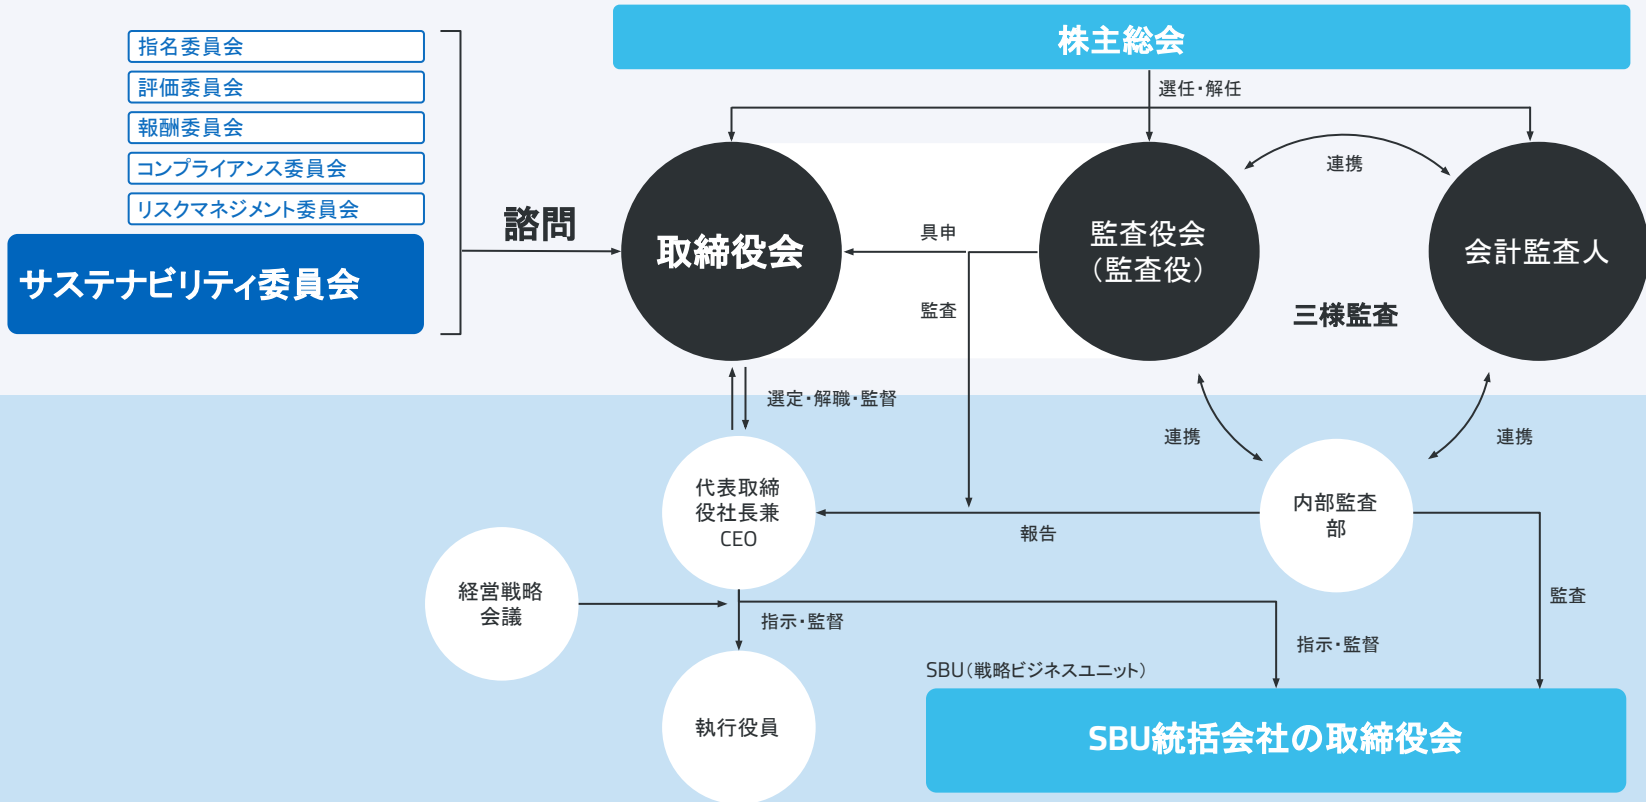 株主総会
選任・解任
指名委員会
評価委員会
報酬委員会
コンプライアンス委員会
リスクマネジメント委員会
サステナビリティ委員会
諮問
取締役会
具申
監査
監査役会
（監査役）
連携
会計監査人
三様監査
選定・解職・監督
連携
連携
代表取締
役社長兼
CEO
報告
内部監査
部
経営戦略
会議
指示・監督
監査
指示・監督
SBU（戦略ビジネスユニット）
執行役員
SBU統括会社の取締役会